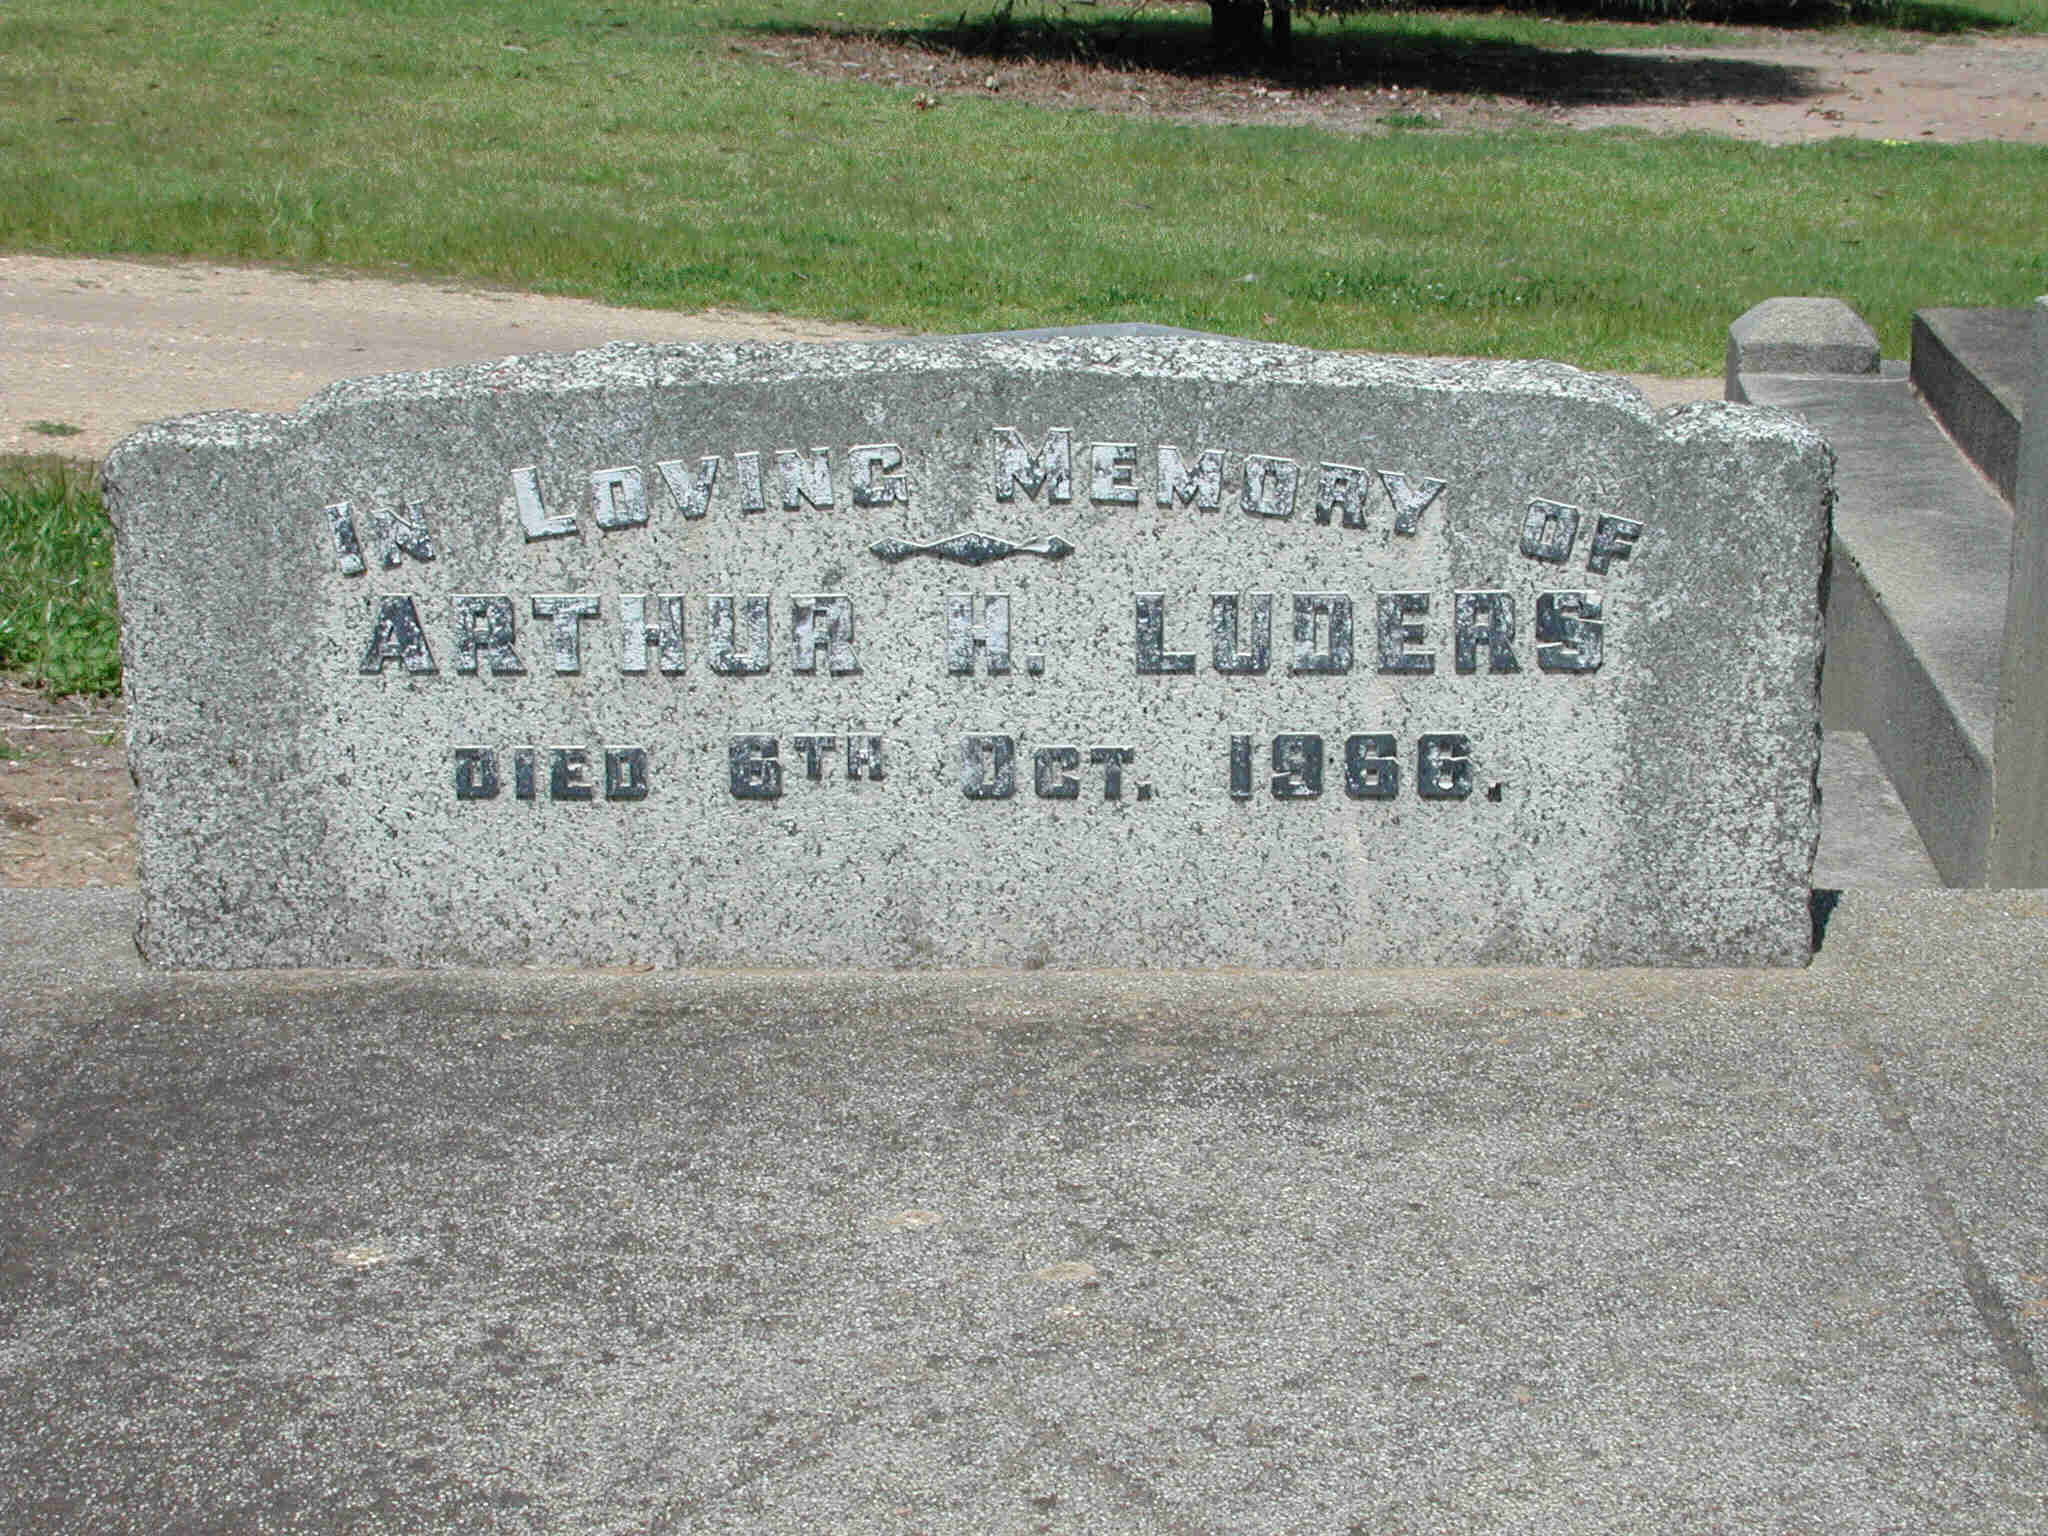 IN LOVING MEMORY OF
ARTHUR H. LUDERS
DIED 6TH OCT. 1966.